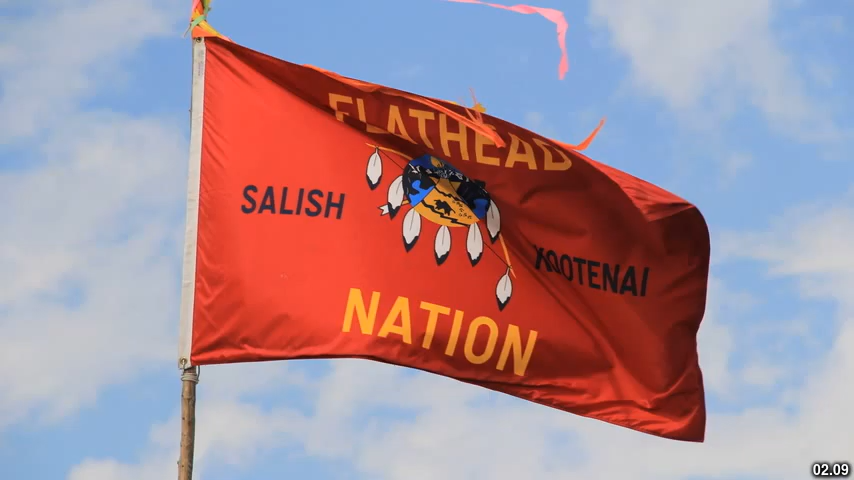 FLATHEAD
SALISH
KOOTENAI
NATION
02.09